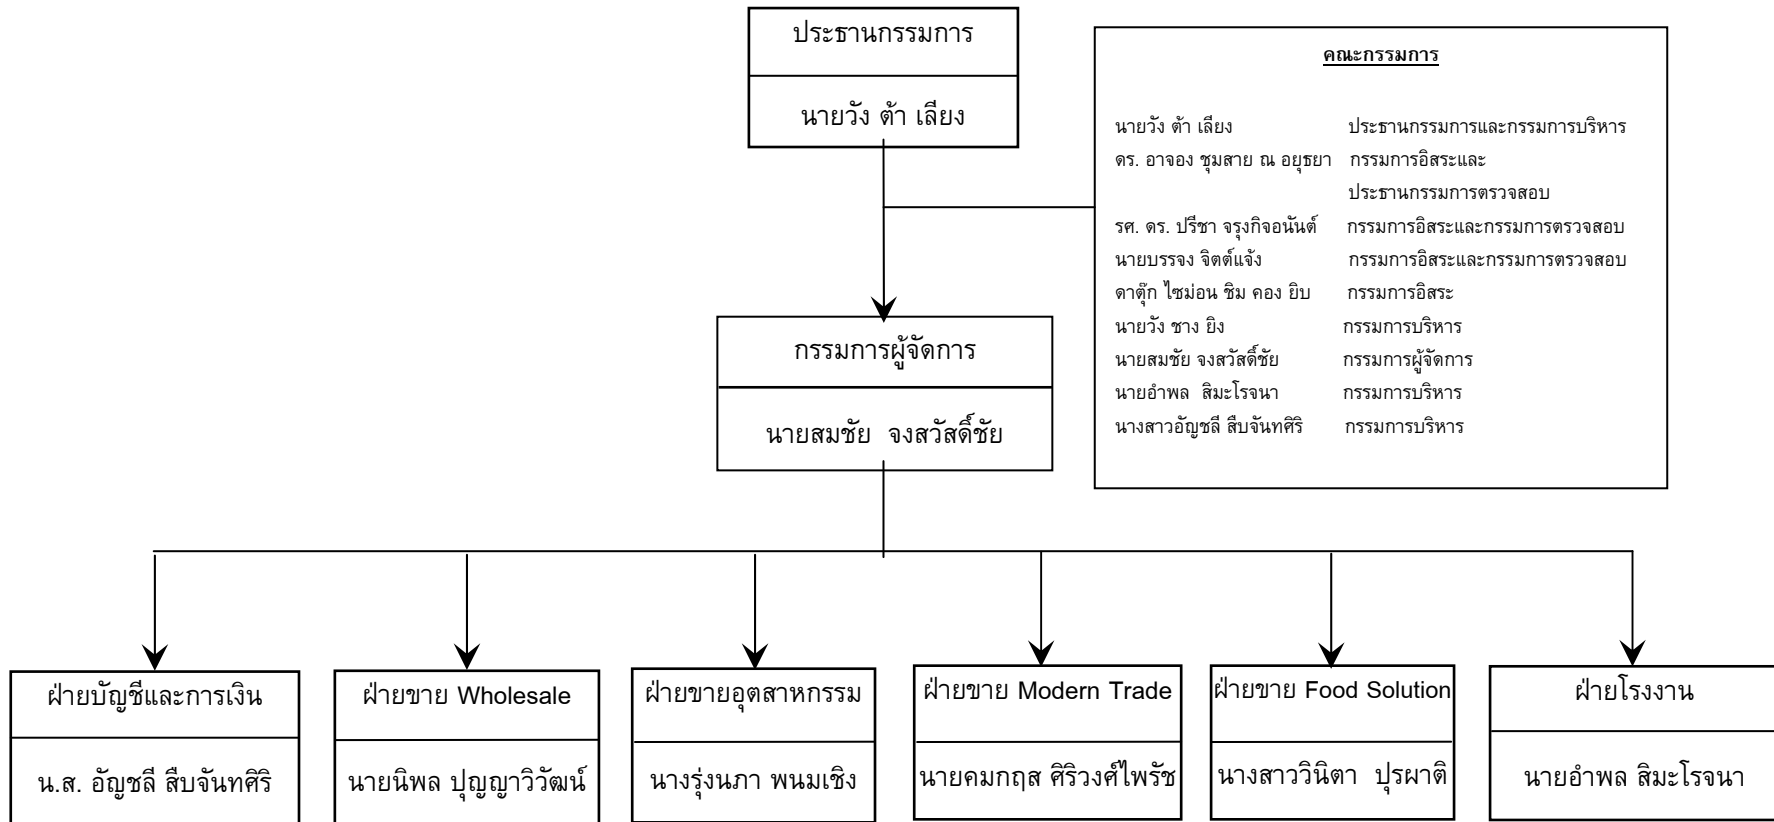 ประธานกรรมการ
นายวัง ต้า เลียง
คณะกรรมการ
นายวัง ต้า เลียง ประธานกรรมการและกรรมการบริหาร
ดร. อาจอง ชุมสาย ณ อยุธยา กรรมการอิสระและ
ประธานกรรมการตรวจสอบ
รศ. ดร. ปรีชา จรุงกิจอนันต์ กรรมการอิสระและกรรมการตรวจสอบ
นายบรรจง จิตต์แจ้ง กรรมการอิสระและกรรมการตรวจสอบ
ดาตุ๊ก ไซม่อน ชิม คอง ยิบ กรรมการอิสระ
นายวัง ชาง ยิง กรรมการบริหาร
นายสมชัย จงสวัสดิ์ชัย กรรมการผู้จัดการ
นายอำพล สิมะโรจนา กรรมการบริหาร
นางสาวอัญชลี สืบจันทศิริ กรรมการบริหาร
กรรมการผู้จัดการ
นายสมชัย จงสวัสดิ์ชัย
ฝ่ายบัญชีและการเงิน
น.ส. อัญชลี สืบจันทศิริ
ฝ่ายขาย Wholesale
นายนิพล ปุญญาวิวัฒน์
ฝ่ายขายอุตสาหกรรม
นางรุ่งนภา พนมเชิง
ฝ่ายขาย Modern Trade
นายคมกฤส ศิริวงศ์ไพรัช
ฝ่ายขาย Food Solution
นางสาววินิตา ปุรผาติ
ฝ่ายโรงงาน
นายอำพล สิมะโรจนา